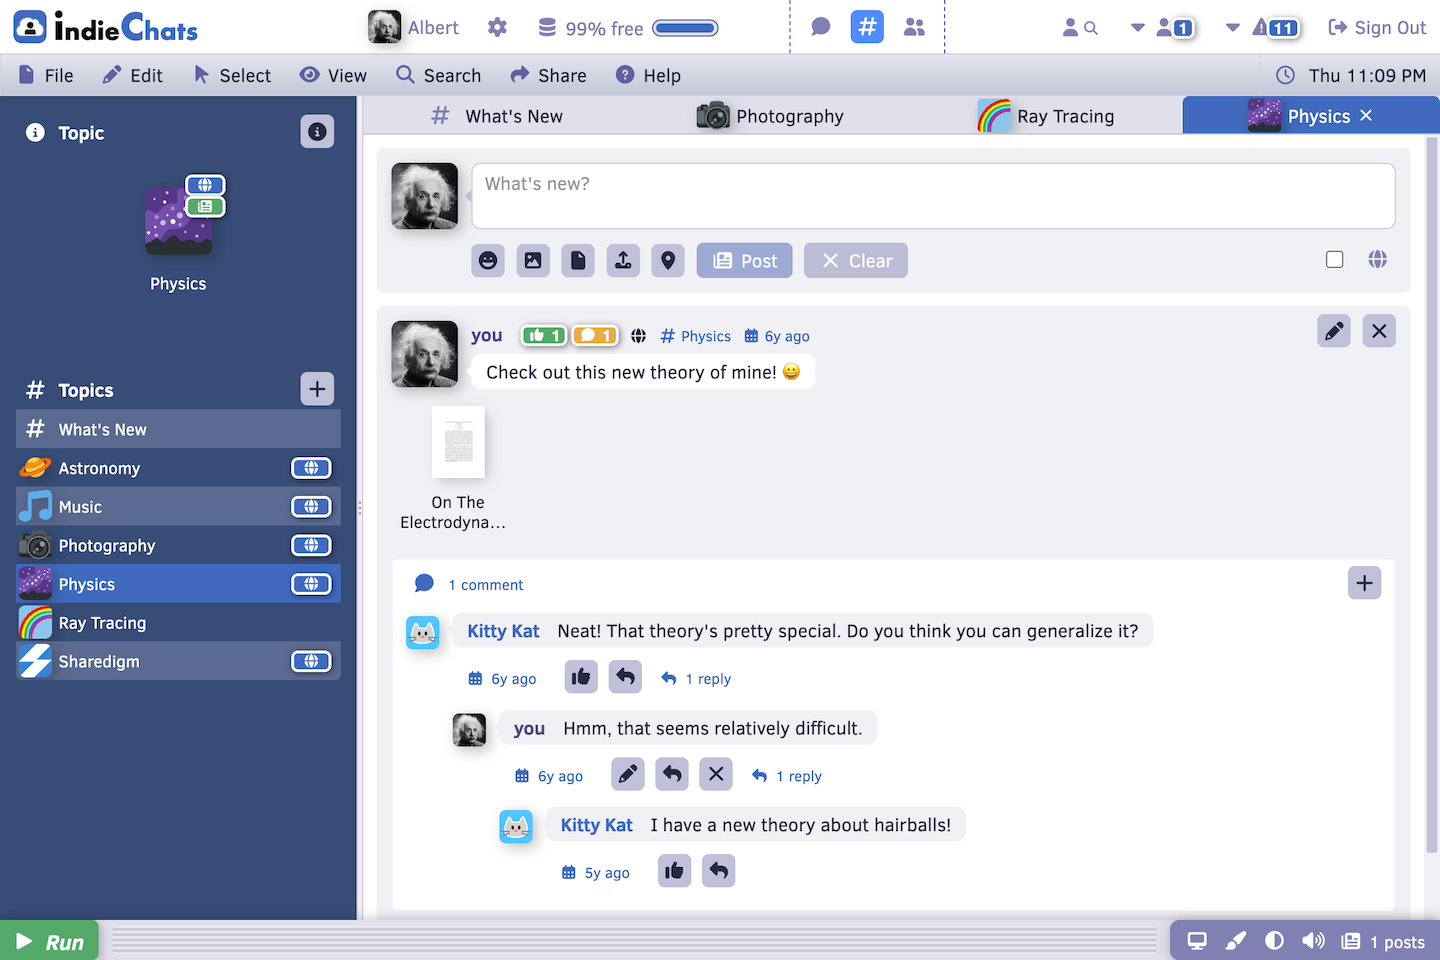 IndieChats
Albert
99% free
1
11
Sign Out
File
Edit
Select
View
Search
Share
Help
Thu 11:09 PM
Topic
Physics
Topics
What's New
Astronomy
Music
Photography
Physics
Ray Tracing
Sharedigm
What's New
Photography
Ray Tracing
Physics
What's new?
Post
Clear
you
1
1
Physics
6y ago
Check out this new theory of mine! 😀
On The
Electrodyna...
1 comment
Kitty Kat Neat! That theory's pretty special. Do you think you can generalize it?
6y ago
1 reply
you Hmm, that seems relatively difficult.
6y ago
1 reply
Kitty Kat I have a new theory about hairballs!
5y ago
Run
1 posts